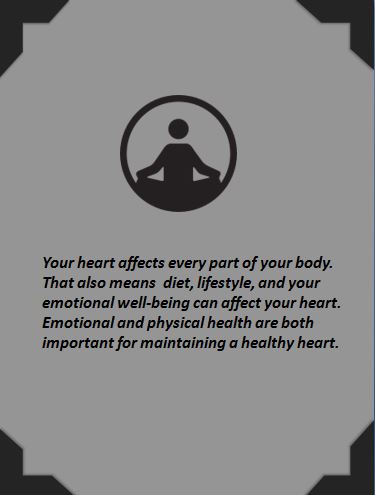 Your heart affects every part of your body.
That also means  diet, lifestyle, and your
emotional well-being can affect your heart.
Emotional and physical health are both
important for maintaining a healthy heart.